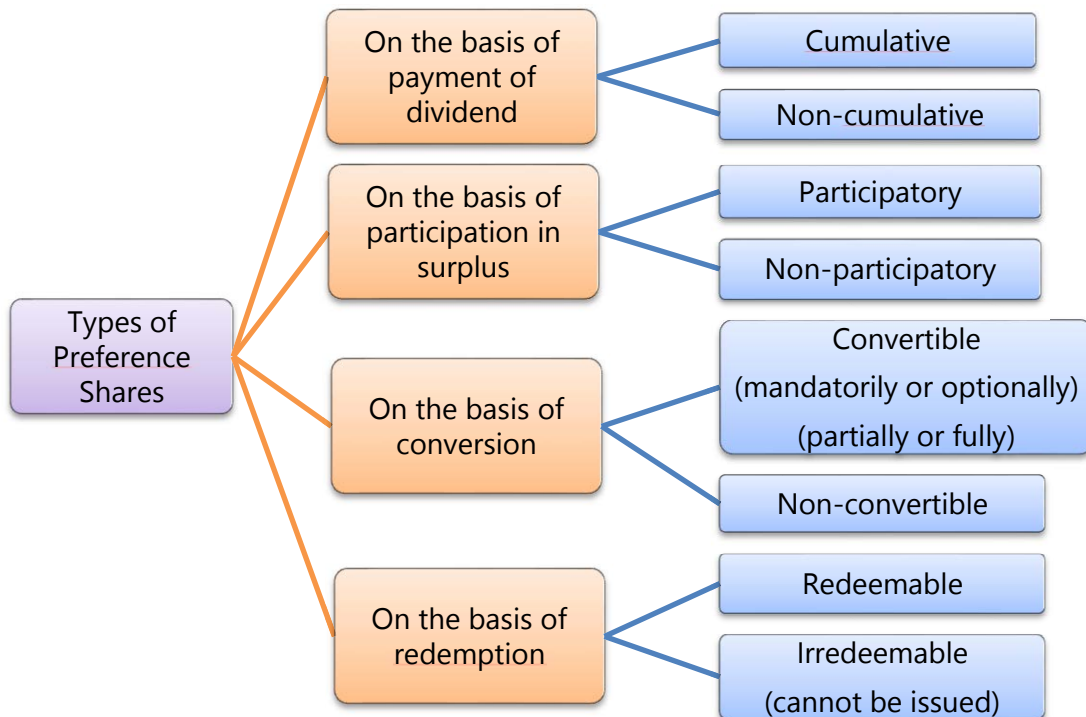 Types of
Preference
Shares
On the basis of
payment of
dividend
Cumulative
Non-cumulative
On the basis of
participation in
surplus
Participatory
Non-participatory
On the basis of
conversion
Convertible
(mandatorily or optionally)
(partially or fully)
Non-convertible
On the basis of
redemption
Redeemable
Irredeemable
(cannot be issued)